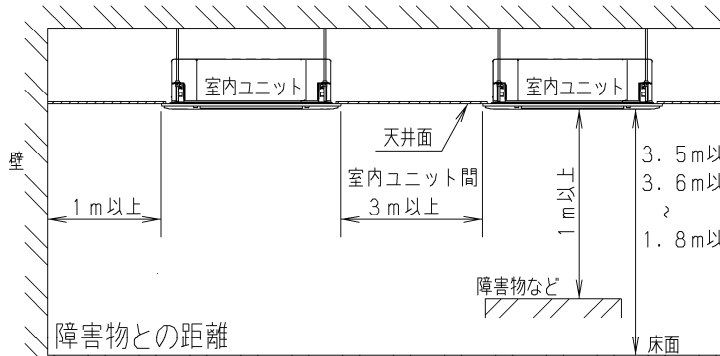 室内ユニット
室内ユニット
天井面
壁
室内ユニット間
1m以上
3m以上
1m以上
3.5m以
3.6m以
~
1.8m以
障害物など
障害物との距離
床面